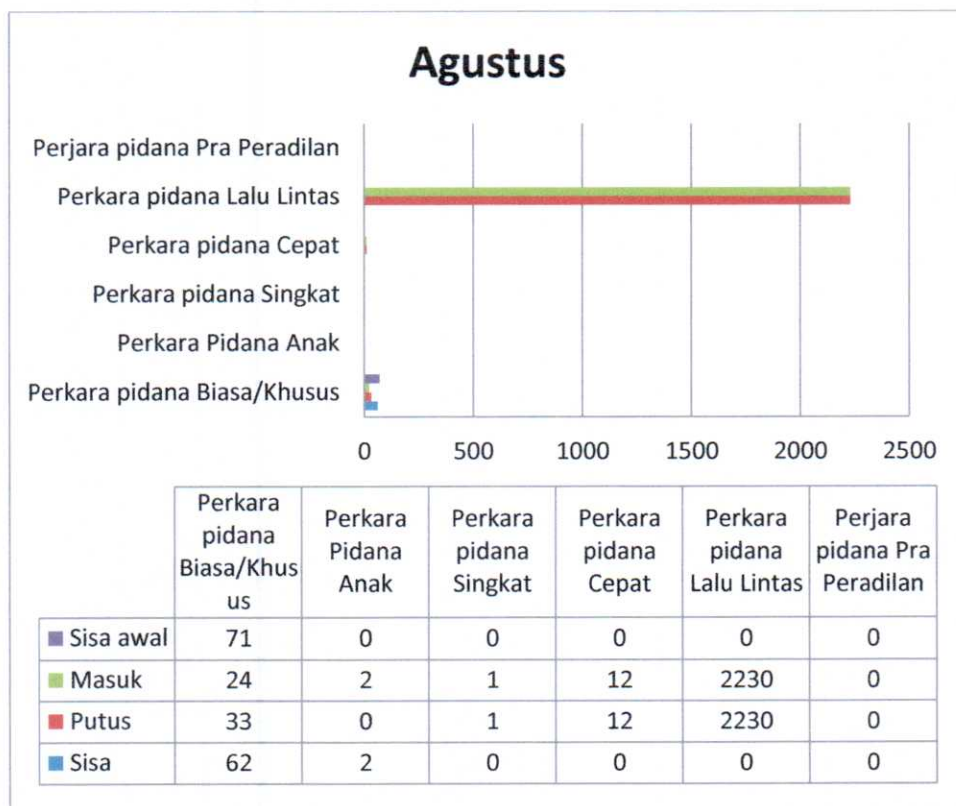 Agustus
Perjara pidana Pra Peradilan
Perkara pidana Lalu Lintas
Perkara pidana Cepat
Perkara pidana Singkat
Perkara Pidana Anak
Perkara pidana Biasa/Khusus
0 500 1000 1500 2000 2500
Perkara pidana Biasa/Khus us Perkara Pidana Anak Perkara pidana Singkat Perkara pidana Cepat Perkara pidana Lalu Lintas Perjara pidana Pra Peradilan
Sisa awal 71 0 0 0 0 0
Masuk 24 2 1 12 2230 0
Putus 33 0 1 12 2230 0
Sisa 62 2 0 0 0 0